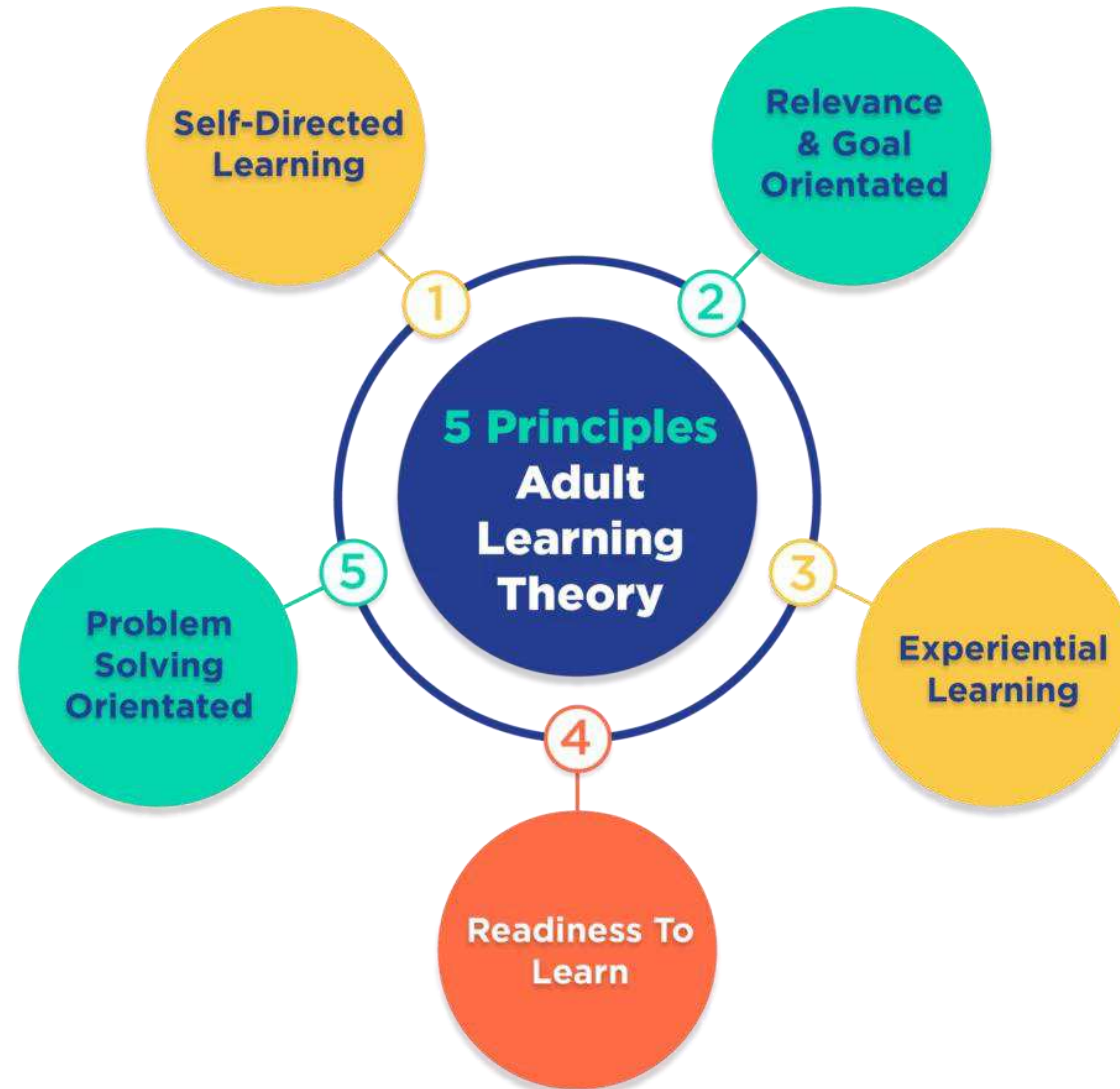 5 Principles
Adult
Learning
Theory
1
Self-Directed
Learning
2
Relevance
& Goal
Orientated
3
Experiential
Learning
4
Readiness To
Learn
5
Problem
Solving
Orientated